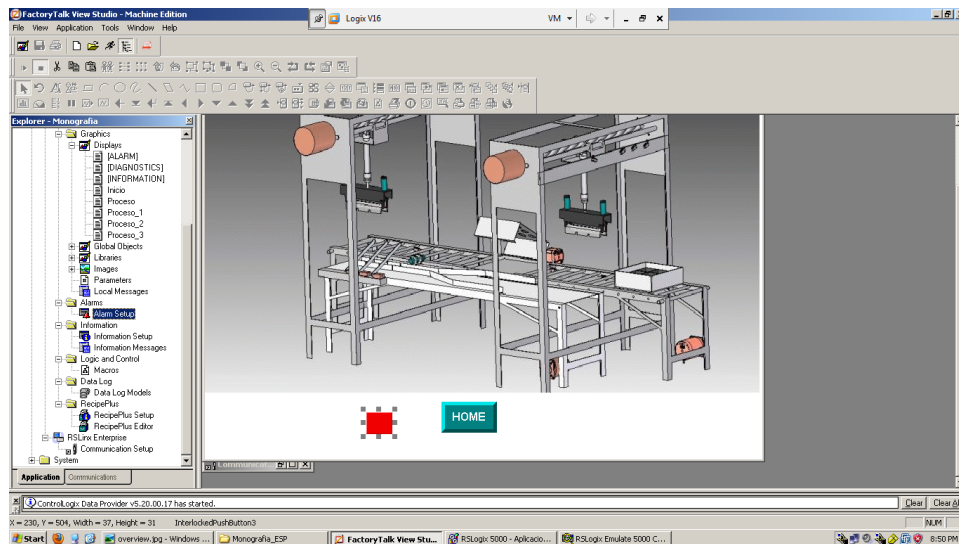 FactoryTalk View Studio - Machine Edition
Logix V16
VM
File View Application Tools Window Help
Explorer - Monografia
Graphics
Displays
[ALARM]
[DIAGNOSTICS]
[INFORMATION]
Inicio
Proceso
Proceso_1
Proceso_2
Proceso_3
Global Objects
Libraries
Images
Parameters
Local Messages
Alarms
Alarm Setup
Information
Information Setup
Information Messages
Logic and Control
Macros
Data Log
Data Log Models
RecipePlus
RecipePlus Setup
RecipePlus Editor
RSLinx Enterprise
Communication Setup
System
HOME
Application Communications
ControlLogix Data Provider v5.20.00.17 has started.
Clear
X = 230, Y = 504, Width = 37, Height = 31 InterlockedPushButton3
NUM
Start
overview.jpg - Windows ...
Monografia_ESP
FactoryTalk View Stu...
RSLogix 5000 - Aplicacio...
RSLogix Emulate 5000 C...
8:50 PM